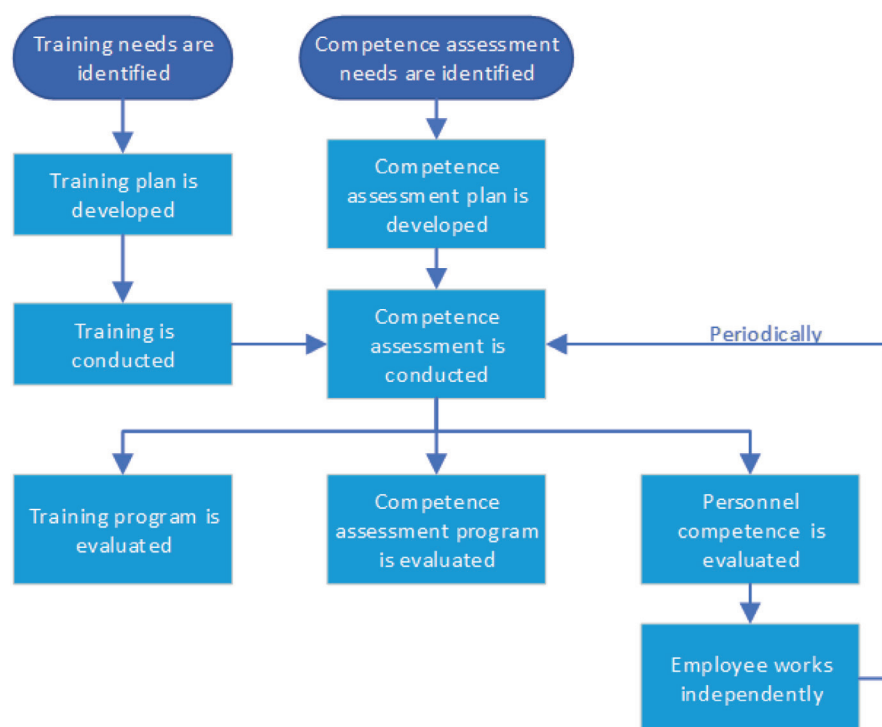 Training needs are
identified
Competence assessment
needs are identified
Training plan is
developed
Competence
assessment plan is
developed
Training is
conducted
Competence
assessment is
conducted
Periodically
Training program is
evaluated
Competence
assessment program
is evaluated
Personnel
competence is
evaluated
Employee works
independently